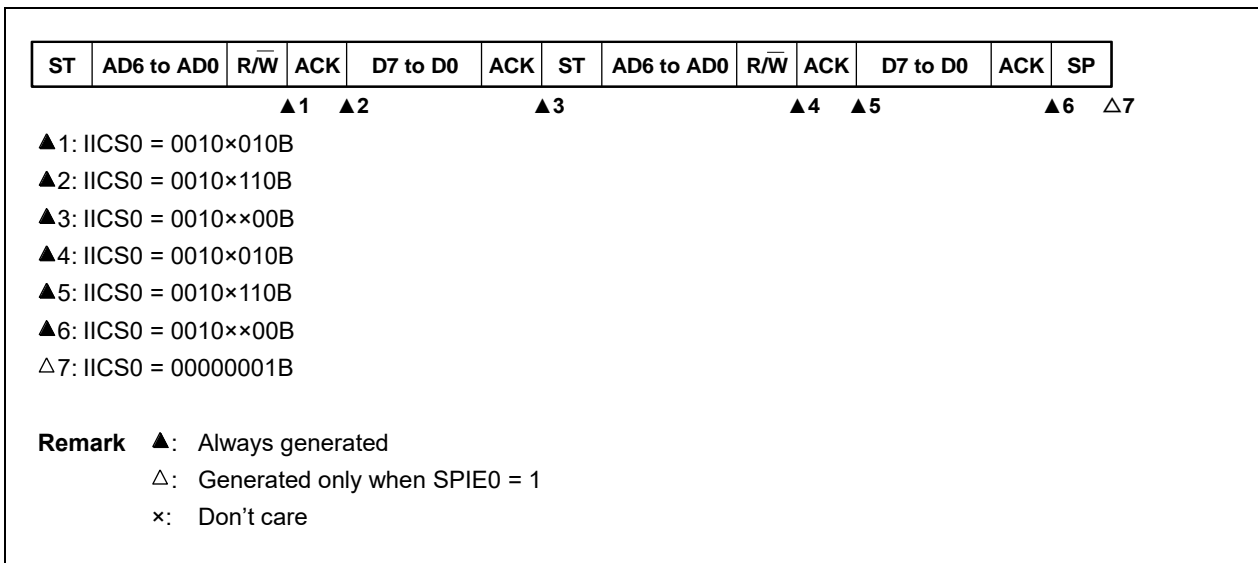 ST AD6 to AD0 R/W̅ ACK D7 to D0 ACK ST AD6 to AD0 R/W̅ ACK D7 to D0 ACK SP
▲1 ▲2 ▲3 ▲4 ▲5 ▲6 △7
▲1: IICS0 = 0010×010B
▲2: IICS0 = 0010×110B
▲3: IICS0 = 0010××00B
▲4: IICS0 = 0010×010B
▲5: IICS0 = 0010×110B
▲6: IICS0 = 0010××00B
△7: IICS0 = 00000001B
Remark ▲: Always generated
△: Generated only when SPIE0 = 1
×: Don't care